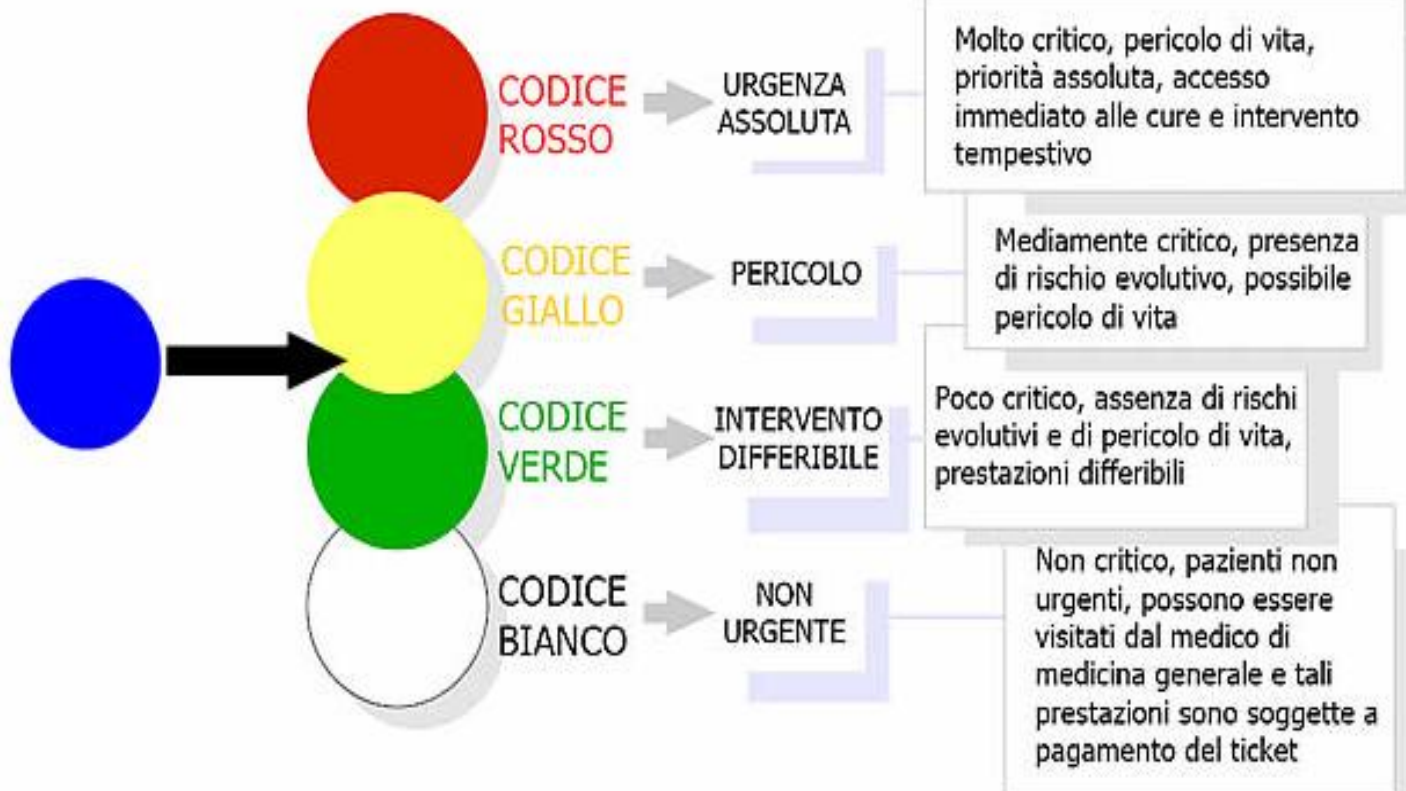 CODICE
ROSSO
URGENZA
ASSOLUTA
Molto critico, pericolo di vita,
priorità assoluta, accesso
immediato alle cure e intervento
tempestivo
CODICE
GIALLO
PERICOLO
Mediamente critico, presenza
di rischio evolutivo, possibile
pericolo di vita
CODICE
VERDE
INTERVENTO
DIFFERIBILE
Poco critico, assenza di rischi
evolutivi e di pericolo di vita,
prestazioni differibili
CODICE
BIANCO
NON
URGENTE
Non critico, pazienti non
urgenti, possono essere
visitati dal medico di
medicina generale e tali
prestazioni sono soggette a
pagamento del ticket